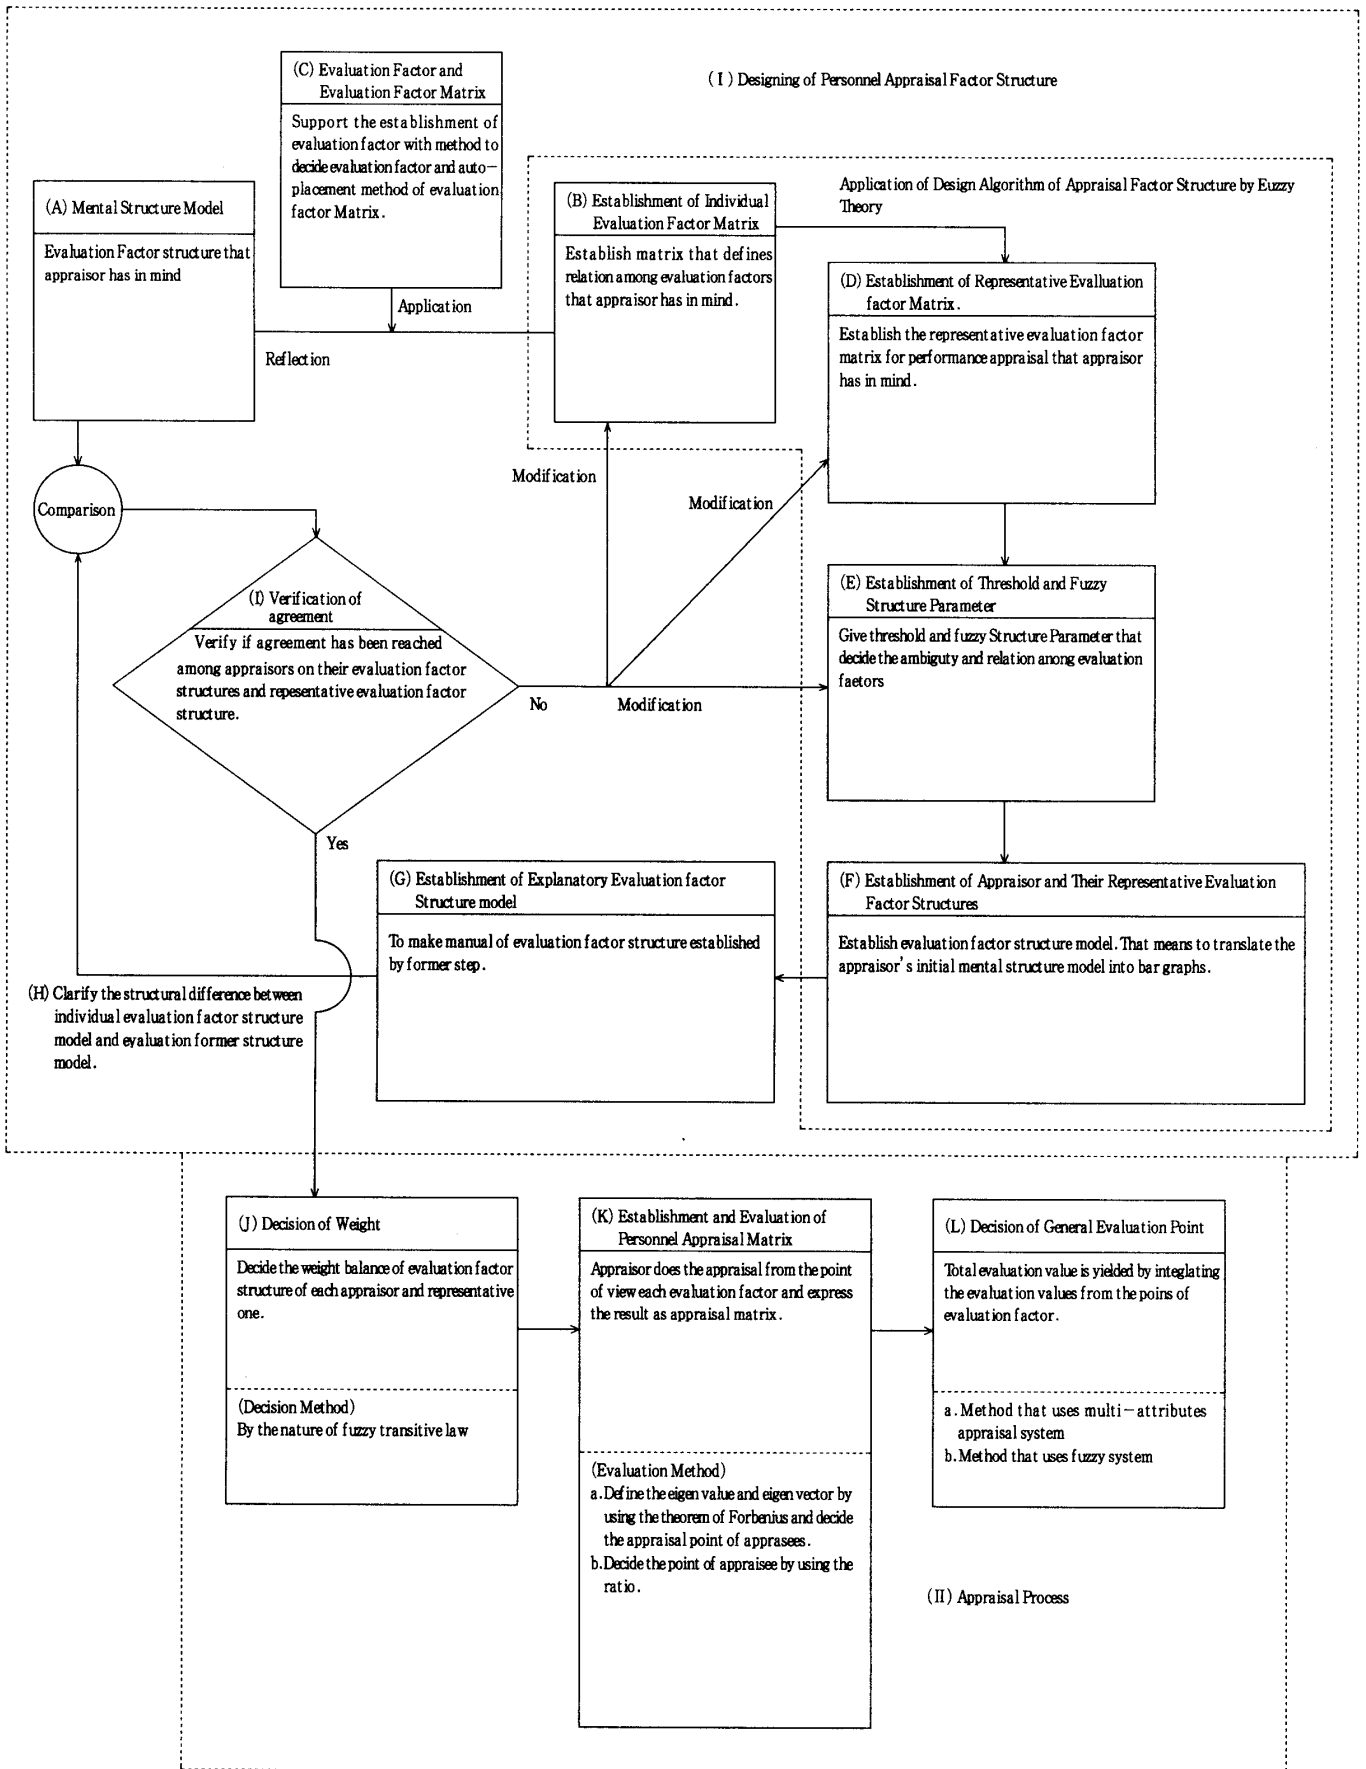 (I) Designing of Personnel Appraisal Factor Structure
(C) Evaluation Factor and
Evaluation Factor Matrix
Support the establishment of
evaluation factor with method to
decide evaluation factor and auto-
placement method of evaluation
factor Matrix.
Application of Design Algorithm of Appraisal Factor Structure by Euzzy
Theory
(A) Mental Structure Model
Evaluation Factor structure that
appraisor has in mind
(B) Establishment of Individual
Evaluation Factor Matrix
Establish matrix that defines
relation among evaluation factors
that appraisor has in mind.
(D) Establishment of Representative Evalluation
factor Matrix.
Establish the representative evaluation factor
matrix for performance appraisal that appraisor
has in mind.
Application
Reflection
Modification
Modification
Comparison
(I) Verification of
agreement
Verify if agreement has been reached
among appraisors on their evaluation factor
structures and repesentative evaluation factor
structure.
No
Modification
Yes
(E) Establishment of Threshold and Fuzzy
Structure Parameter
Give threshold and fuzzy Structure Parameter that
decide the ambiguty and relation among evaluation
faetors
(G) Establishment of Explanatory Evaluation factor
Structure model
To make manual of evaluation factor structure established
by former step.
(F) Establishment of Appraisor and Their Representative Evaluation
Factor Structures
Establish evaluation factor structure model. That means to translate the
appraisor's initial mental structure model into bar graphs.
(H) Clarify the structural difference between
individual evaluation factor structure
model and evaluation former structure
model.
(J) Decision of Weight
Decide the weight balance of evaluation factor
structure of each appraisor and representative
one.
(Decision Method)
By the nature of fuzzy transitive law
(K) Establishment and Evaluation of
Personnel Appraisal Matrix
Appraisor does the appraisal from the point
of view each evaluation factor and express
the result as appraisal matrix.
(Evaluation Method)
a. Define the eigen value and eigen vector by
using the theorem of Forbenius and decide
the appraisal point of apprasees.
b. Decide the point of appraisee by using the
ratio.
(L) Decision of General Evaluation Point
Total evaluation value is yielded by integlating
the evaluation values from the poins of
evaluation factor.
a. Method that uses multi-attributes
appraisal system
b. Method that uses fuzzy system
(II) Appraisal Process